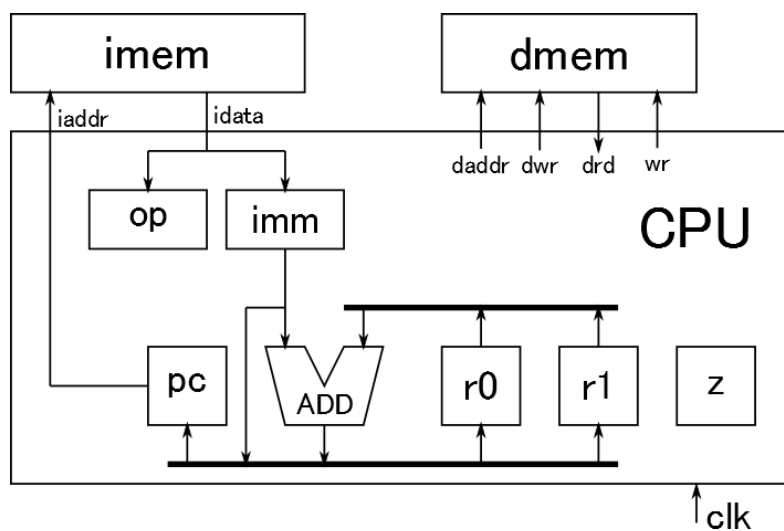 imem
dmem
iaddr
idata
daddr
dwr
drd
wr
op
imm
CPU
pc
ADD
r0
r1
z
clk